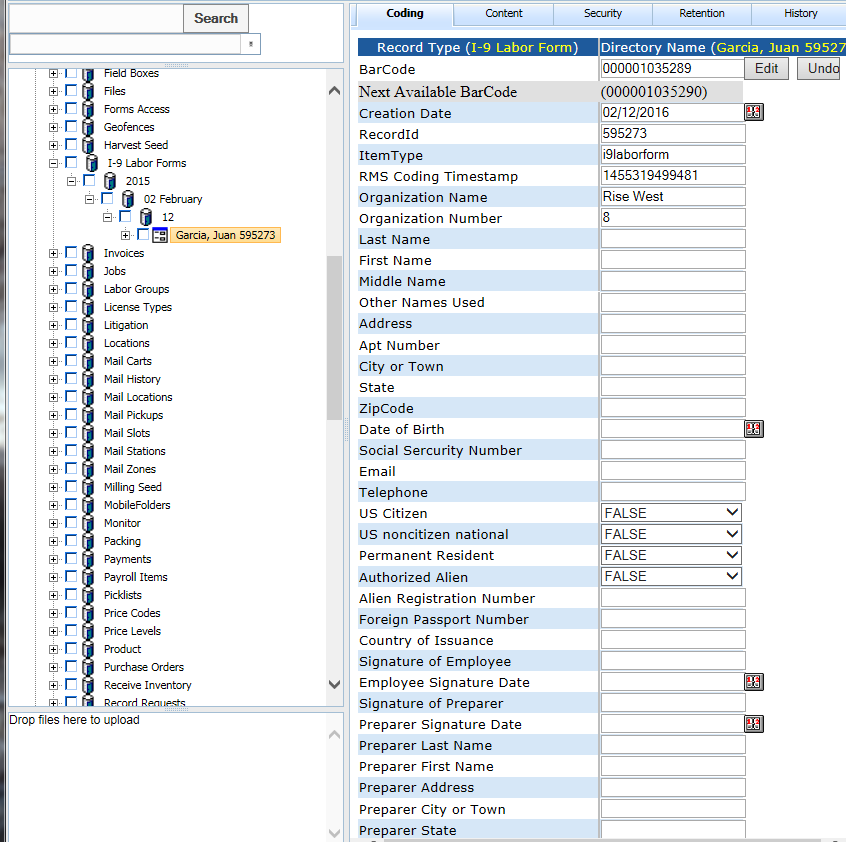 Search
Field Boxes
Files
Forms Access
Geofences
Harvest Seed
I-9 Labor Forms
2015
02 February
12
Garcia, Juan 595273
Invoices
Jobs
Labor Groups
License Types
Litigation
Locations
Mail Carts
Mail History
Mail Locations
Mail Pickups
Mail Slots
Mail Stations
Mail Zones
Milling Seed
MobileFolders
Monitor
Packing
Payments
Payroll Items
Picklists
Price Codes
Price Levels
Product
Purchase Orders
Receive Inventory
Record Requests
Drop files here to upload
Coding Content Security Retention History
Record Type (I-9 Labor Form) Directory Name (Garcia, Juan 59527
BarCode 000001035289 Edit Undo
Next Available BarCode (000001035290)
Creation Date 02/12/2016
RecordId 595273
ItemType i9laborform
RMS Coding Timestamp 1455319499481
Organization Name Rise West
Organization Number 8
Last Name
First Name
Middle Name
Other Names Used
Address
Apt Number
City or Town
State
ZipCode
Date of Birth
Social Sercurity Number
Email
Telephone
US Citizen FALSE
US noncitizen national FALSE
Permanent Resident FALSE
Authorized Alien FALSE
Alien Registration Number
Foreign Passport Number
Country of Issuance
Signature of Employee
Employee Signature Date
Signature of Preparer
Preparer Signature Date
Preparer Last Name
Preparer First Name
Preparer Address
Preparer City or Town
Preparer State